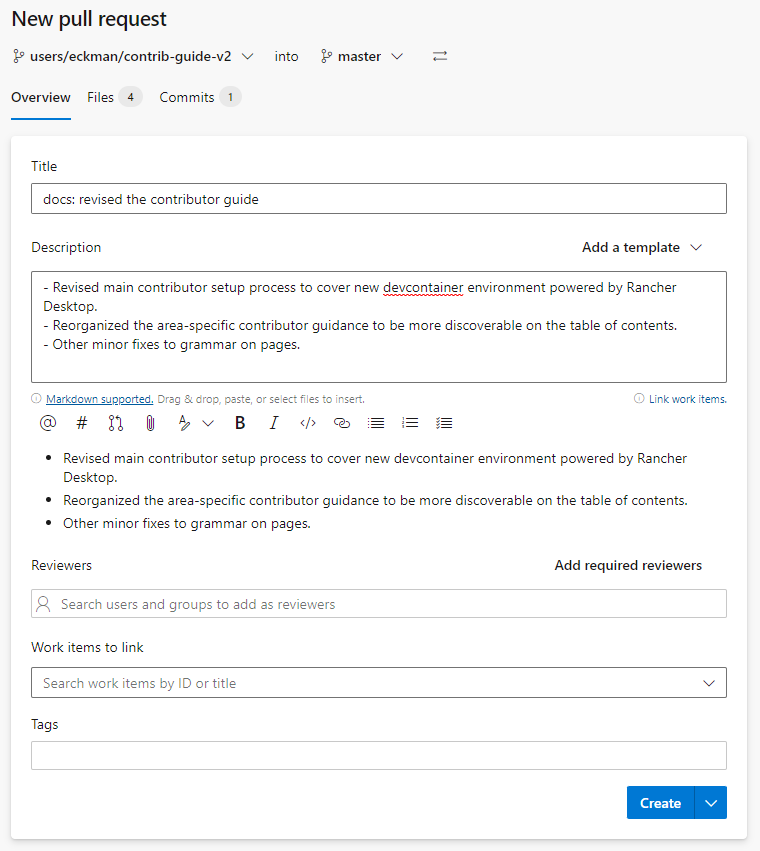 New pull request
users/eckman/contrib-guide-v2 into master
Overview Files 4 Commits 1
Title
docs: revised the contributor guide
Description Add a template
- Revised main contributor setup process to cover new devcontainer environment powered by Rancher
Desktop.
- Reorganized the area-specific contributor guidance to be more discoverable on the table of contents.
- Other minor fixes to grammar on pages.
Markdown supported. Drag & drop, paste, or select files to insert. Link work items.
@ # B I </>
• Revised main contributor setup process to cover new devcontainer environment powered by Rancher
Desktop.
• Reorganized the area-specific contributor guidance to be more discoverable on the table of contents.
• Other minor fixes to grammar on pages.
Reviewers Add required reviewers
Search users and groups to add as reviewers
Work items to link
Search work items by ID or title
Tags
Create